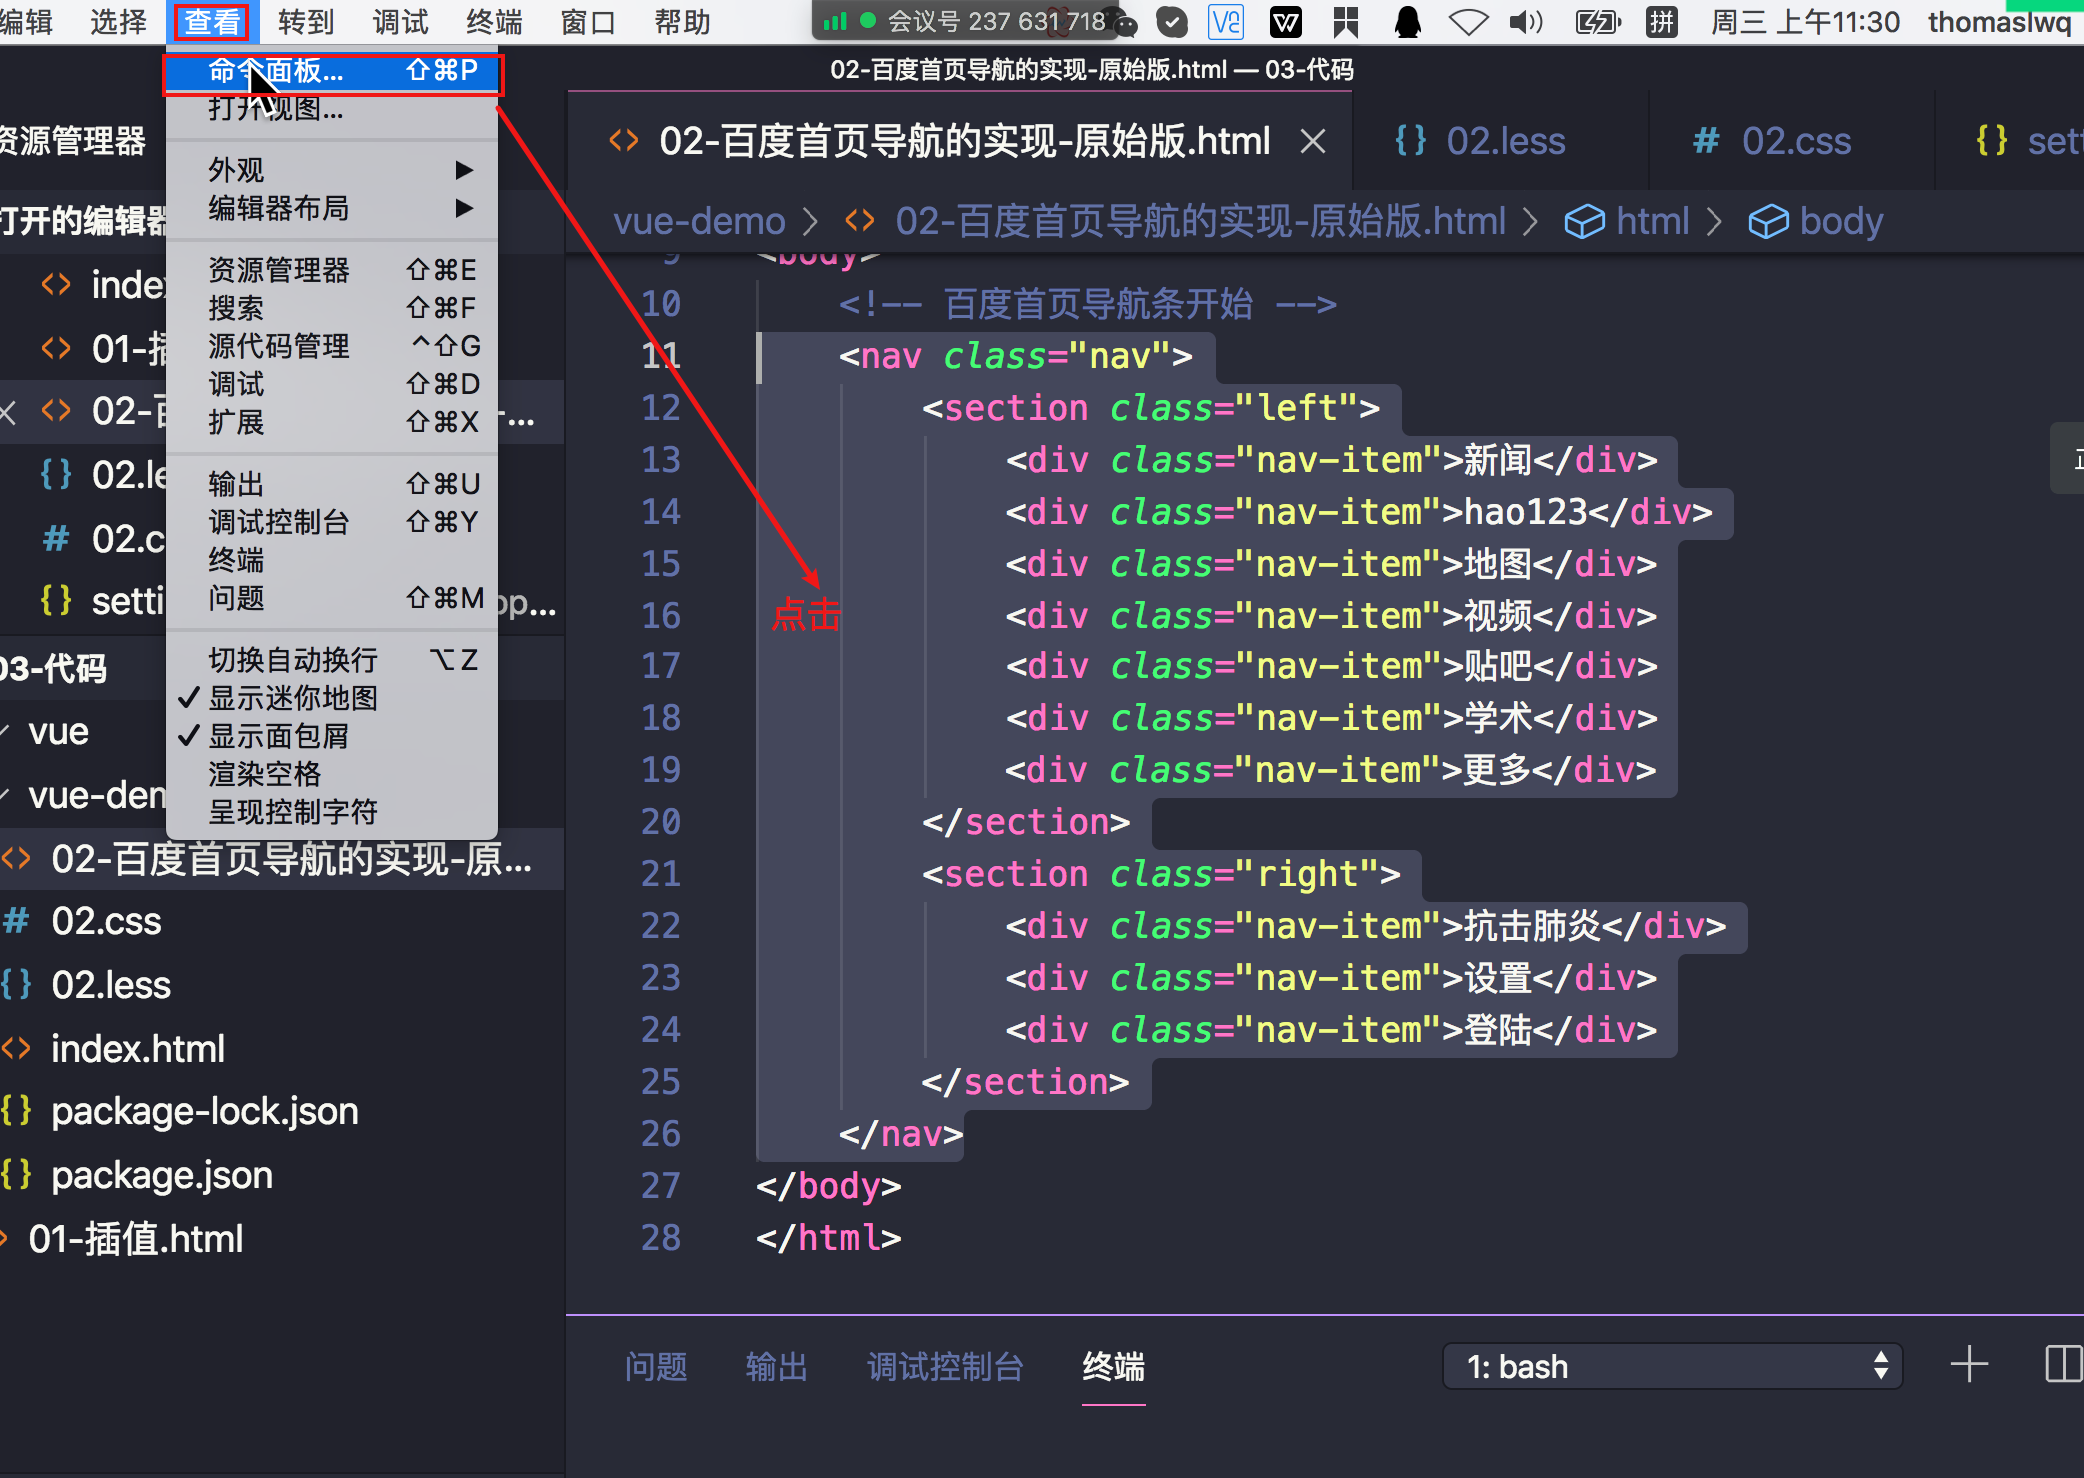 编辑 选择 查看 转到 调试 终端 窗口 帮助 会议号 237 631 718 拼 周三 上午11:30 thomaslwq
02-百度首页导航的实现-原始版.html — 03-代码
命令面板... ⇧⌘P
打开视图...
外观
编辑器布局
资源管理器 ⇧⌘E
搜索 ⇧⌘F
源代码管理 ^⇧G
调试 ⇧⌘D
扩展 ⇧⌘X
输出 ⇧⌘U
调试控制台 ⇧⌘Y
终端
问题 ⇧⌘M
切换自动换行 ⌥Z
✓ 显示迷你地图
✓ 显示面包屑
渲染空格
呈现控制字符
资源管理器
打开的编辑器
<> index
<> 01-插
× <> 02-百 -...
{} 02.le
# 02.c
{} setti pp...
03-代码
vue
vue-dem
<> 02-百度首页导航的实现-原...
# 02.css
{} 02.less
<> index.html
{} package-lock.json
{} package.json
01-插值.html
<> 02-百度首页导航的实现-原始版.html × {} 02.less # 02.css {} sett
vue-demo > <> 02-百度首页导航的实现-原始版.html > html > body
9 <body>
10 <!-- 百度首页导航条开始 -->
11 <nav class="nav">
12 <section class="left">
13 <div class="nav-item">新闻</div>
14 <div class="nav-item">hao123</div>
15 <div class="nav-item">地图</div>
16 <div class="nav-item">视频</div>
17 <div class="nav-item">贴吧</div>
18 <div class="nav-item">学术</div>
19 <div class="nav-item">更多</div>
20 </section>
21 <section class="right">
22 <div class="nav-item">抗击肺炎</div>
23 <div class="nav-item">设置</div>
24 <div class="nav-item">登陆</div>
25 </section>
26 </nav>
27 </body>
28 </html>
点击
问题 输出 调试控制台 终端 1: bash